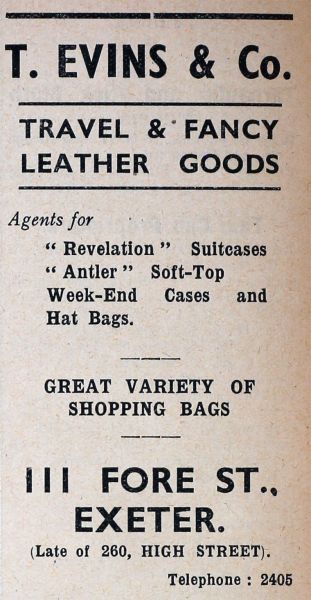 T. EVINS & Co.
TRAVEL & FANCY
LEATHER GOODS
Agents for
"Revelation" Suitcases
"Antler" Soft-Top
Week-End Cases and
Hat Bags.
GREAT VARIETY OF
SHOPPING BAGS
111 FORE ST.,
EXETER.
(Late of 260, HIGH STREET).
Telephone : 2405